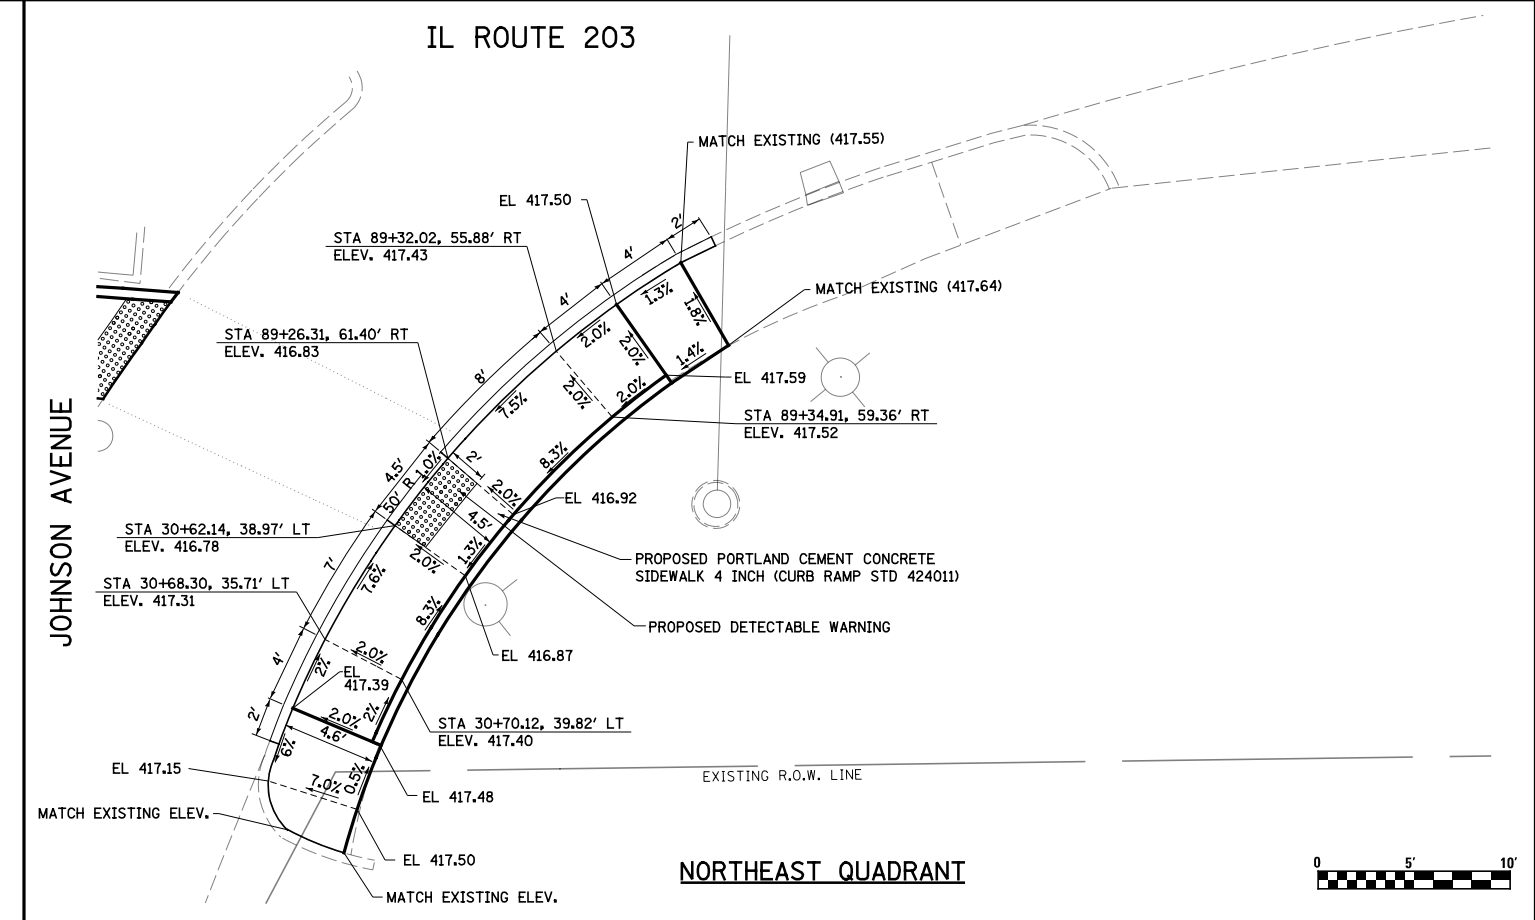 IL ROUTE 203
MATCH EXISTING (417.55)
EL 417.50
2'
STA 89+32.02, 55.88' RT
ELEV. 417.43
4'
4'
1.3%
1.8%
MATCH EXISTING (417.64)
STA 89+26.31, 61.40' RT
ELEV. 416.83
2.0%
2.0%
1.4%
8'
EL 417.59
2.0%
2.0%
7.5%
STA 89+34.91, 59.36' RT
ELEV. 417.52
JOHNSON AVENUE
8.3%
4.5'
1.0%
2'
50' R
2.0%
EL 416.92
4.5'
STA 30+62.14, 38.97' LT
ELEV. 416.78
1.3%
2.0%
PROPOSED PORTLAND CEMENT CONCRETE
SIDEWALK 4 INCH (CURB RAMP STD 424011)
7'
7.6%
STA 30+68.30, 35.71' LT
ELEV. 417.31
8.3%
PROPOSED DETECTABLE WARNING
2.0%
EL 416.87
4'
2%
EL
417.39
2'
2.0%
2%
STA 30+70.12, 39.82' LT
ELEV. 417.40
4.6'
6%
EL 417.15
7.0%
0.5%
EXISTING R.O.W. LINE
EL 417.48
MATCH EXISTING ELEV.
EL 417.50
NORTHEAST QUADRANT
0 5' 10'
MATCH EXISTING ELEV.